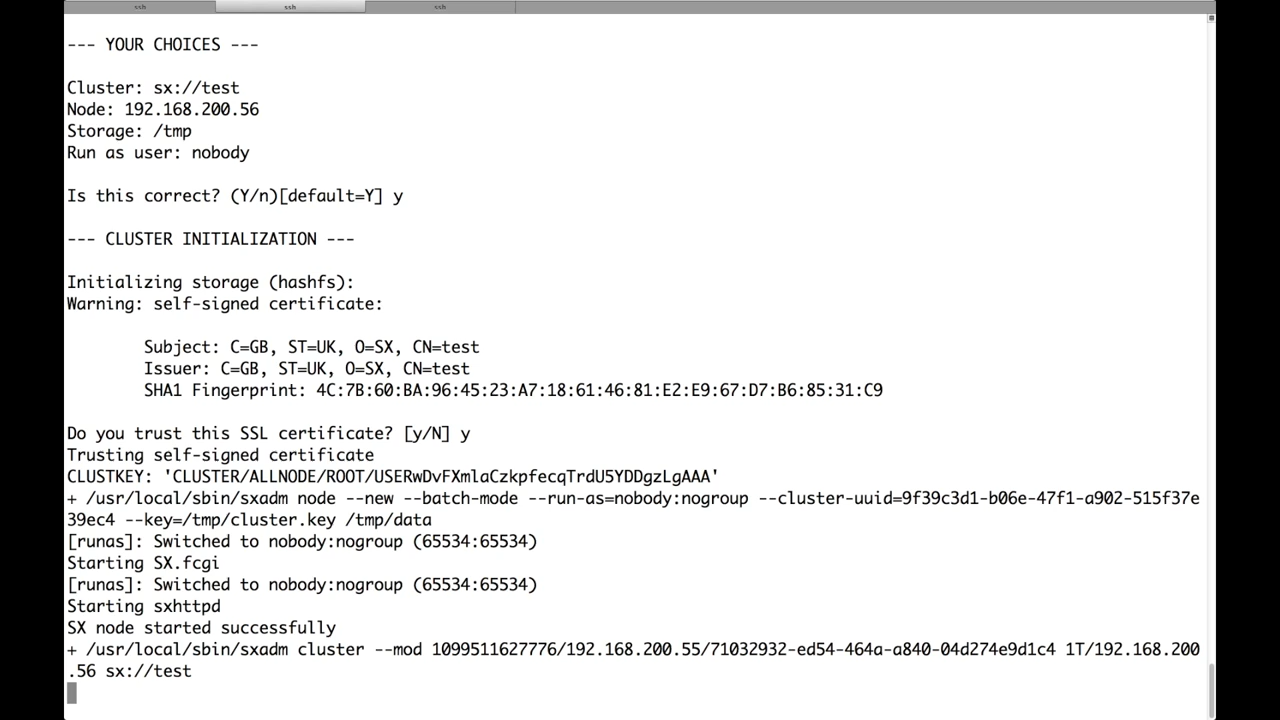 ssh
ssh
ssh
--- YOUR CHOICES ---
Cluster: sx://test
Node: 192.168.200.56
Storage: /tmp
Run as user: nobody
Is this correct? (Y/n)[default=Y] y
--- CLUSTER INITIALIZATION ---
Initializing storage (hashfs):
Warning: self-signed certificate:
Subject: C=GB, ST=UK, O=SX, CN=test
Issuer: C=GB, ST=UK, O=SX, CN=test
SHA1 Fingerprint: 4C:7B:60:BA:96:45:23:A7:18:61:46:81:E2:E9:67:D7:B6:85:31:C9
Do you trust this SSL certificate? [y/N] y
Trusting self-signed certificate
CLUSTKEY: 'CLUSTER/ALLNODE/ROOT/USERwDvFXmlaCzkpfecqTrdU5YDDgzLgAAA'
+ /usr/local/sbin/sxadm node --new --batch-mode --run-as=nobody:nogroup --cluster-uuid=9f39c3d1-b06e-47f1-a902-515f37e
39ec4 --key=/tmp/cluster.key /tmp/data
[runas]: Switched to nobody:nogroup (65534:65534)
Starting SX.fcgi
[runas]: Switched to nobody:nogroup (65534:65534)
Starting sxhttpd
SX node started successfully
+ /usr/local/sbin/sxadm cluster --mod 1099511627776/192.168.200.55/71032932-ed54-464a-a840-04d274e9d1c4 1T/192.168.200
.56 sx://test